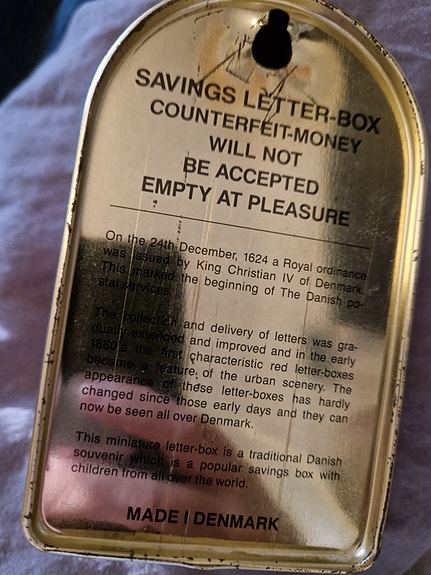 SAVINGS LETTER-BOX
COUNTERFEIT-MONEY
WILL NOT
BE ACCEPTED
EMPTY AT PLEASURE
On the 24th December, 1624 a Royal ordinance
was issued by King Christian IV of Denmark.
This marked the beginning of The Danish po-
stal services.
The collection and delivery of letters was gra-
dually extended and improved and in the early
1860's the first characteristic red letter-boxes
became a feature of the urban scenery. The
appearance of these letter-boxes has hardly
changed since those early days and they can
now be seen all over Denmark.
This miniature letter-box is a traditional Danish
souvenir which is a popular savings box with
children from all over the world.
MADE I DENMARK